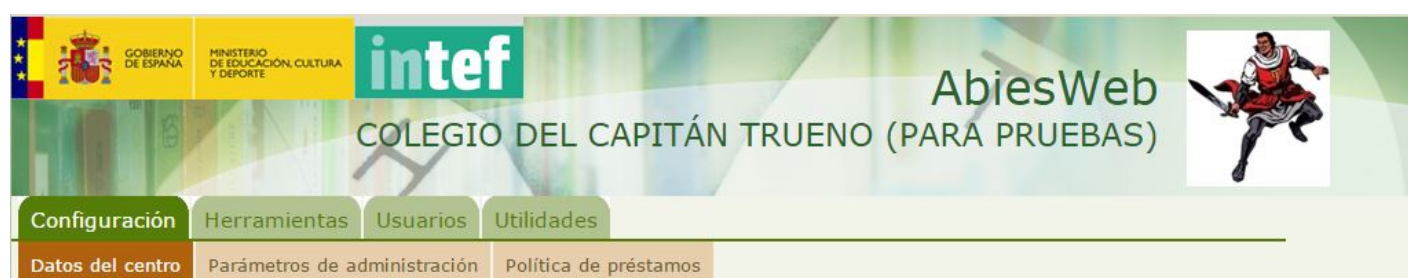 GOBIERNO
DE ESPAÑA
MINISTERIO
DE EDUCACIÓN, CULTURA
Y DEPORTE
intef
AbiesWeb
COLEGIO DEL CAPITÁN TRUENO (PARA PRUEBAS)
Configuración Herramientas Usuarios Utilidades
Datos del centro Parámetros de administración Política de préstamos